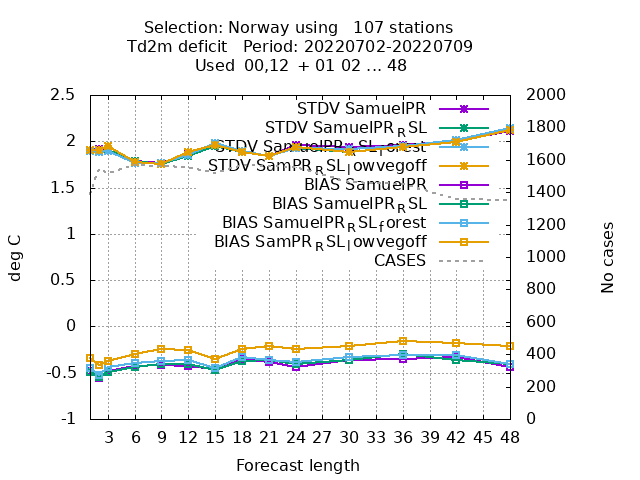 Selection: Norway using   107 stations
Td2m deficit   Period: 20220702-20220709
Used  00,12  + 01 02 ... 48
2.5
2
1.5
1
0.5
0
-0.5
-1
deg C
2000
1800
1600
1400
1200
1000
800
600
400
200
0
No cases
STDV SamuelPR
STDV SamuelPR_RSL
STDV SamuelPR_RSL_forest
STDV SamPR_RSL_lowvegoff
BIAS SamuelPR
BIAS SamuelPR_RSL
BIAS SamuelPR_RSL_forest
BIAS SamPR_RSL_lowvegoff
CASES
3 6 9 12 15 18 21 24 27 30 33 36 39 42 45 48
Forecast length